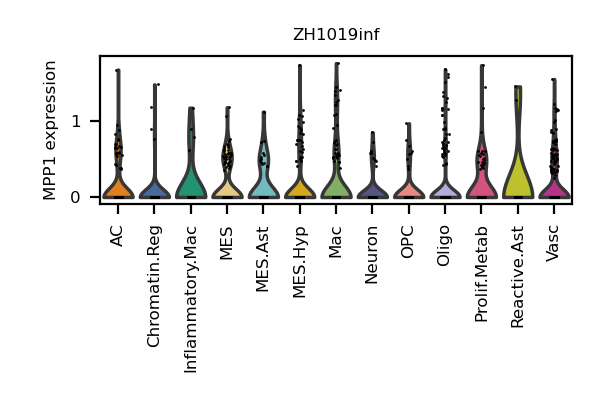 ZH1019inf
MPP1 expression
1
0
AC
Chromatin.Reg
Inflammatory.Mac
MES
MES.Ast
MES.Hyp
Mac
Neuron
OPC
Oligo
Prolif.Metab
Reactive.Ast
Vasc